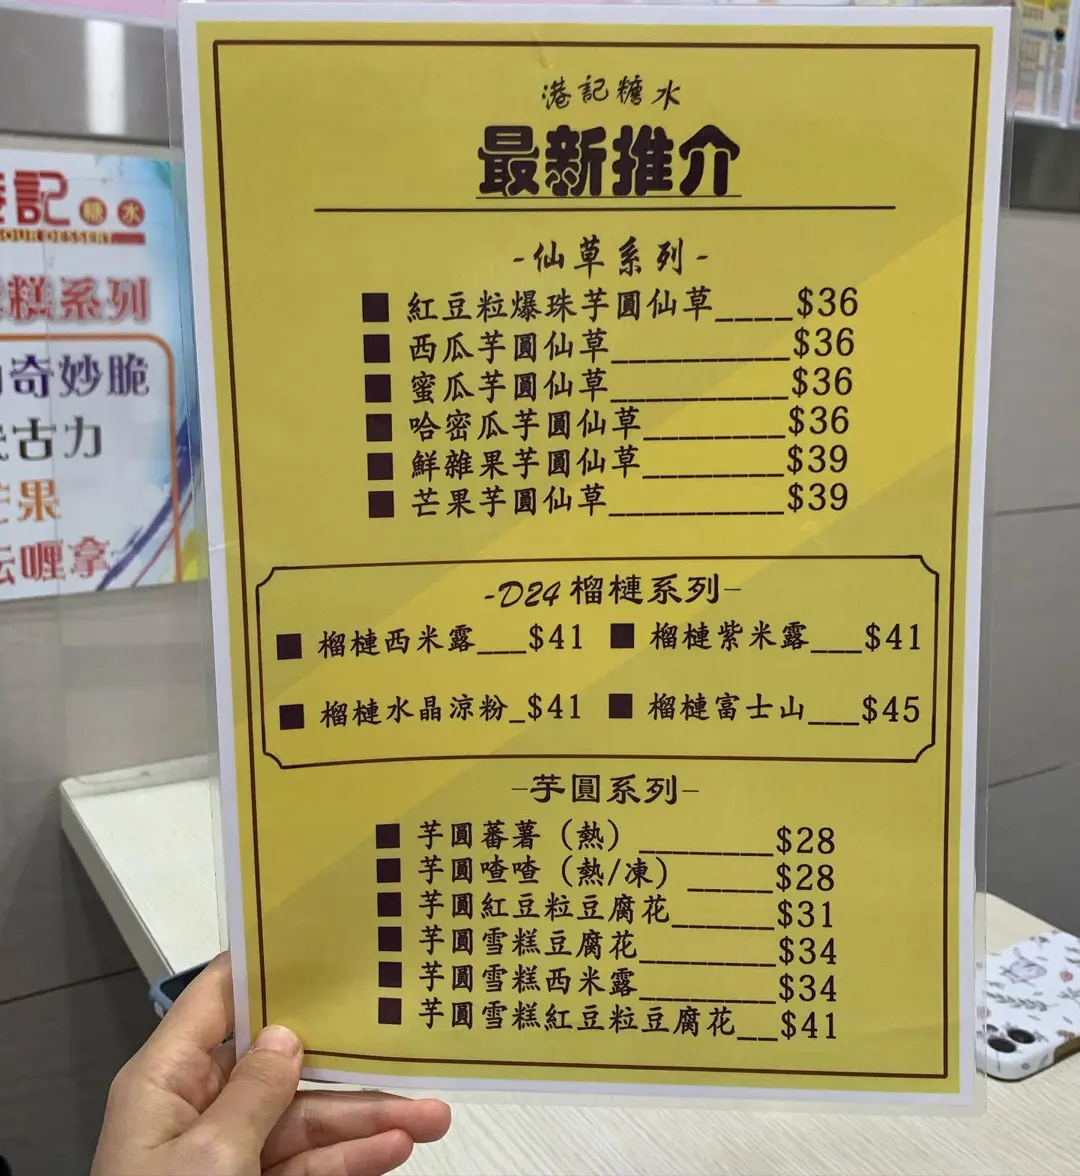 港記糖水
最新推介
-仙草系列-
■ 紅豆粒爆珠芋圓仙草____$36
■ 西瓜芋圓仙草_________$36
■ 蜜瓜芋圓仙草_________$36
■ 哈密瓜芋圓仙草_______$36
■ 鮮雜果芋圓仙草_______$39
■ 芒果芋圓仙草_________$39
-D24 榴槤系列-
■ 榴槤西米露___$41 ■ 榴槤紫米露___$41
■ 榴槤水晶涼粉_$41 ■ 榴槤富士山___$45
-芋圓系列-
■ 芋圓蕃薯（熱）_______$28
■ 芋圓喳喳（熱/凍）_____$28
■ 芋圓紅豆粒豆腐花______$31
■ 芋圓雪糕豆腐花________$34
■ 芋圓雪糕西米露________$34
■ 芋圓雪糕紅豆粒豆腐花__$41
記糖水
OUR DESSERT
糕系列
奇妙脆
古力
果
喱拿